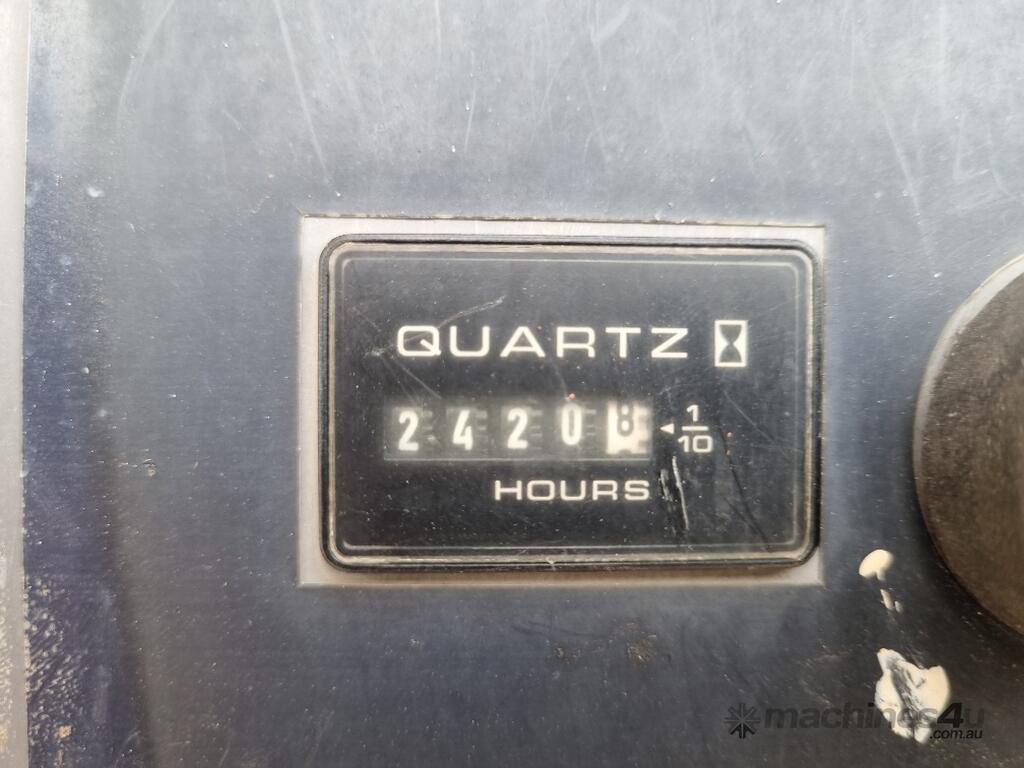 QUARTZ
2420 8 1/10
HOURS
machines4u
.com.au